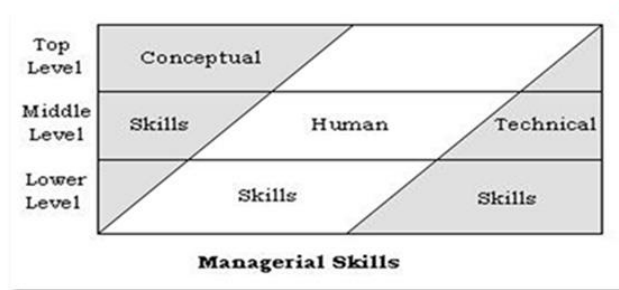 Top
Level
Conceptual
Middle
Level
Skills
Human
Technical
Lower
Level
Skills
Skills
Managerial Skills